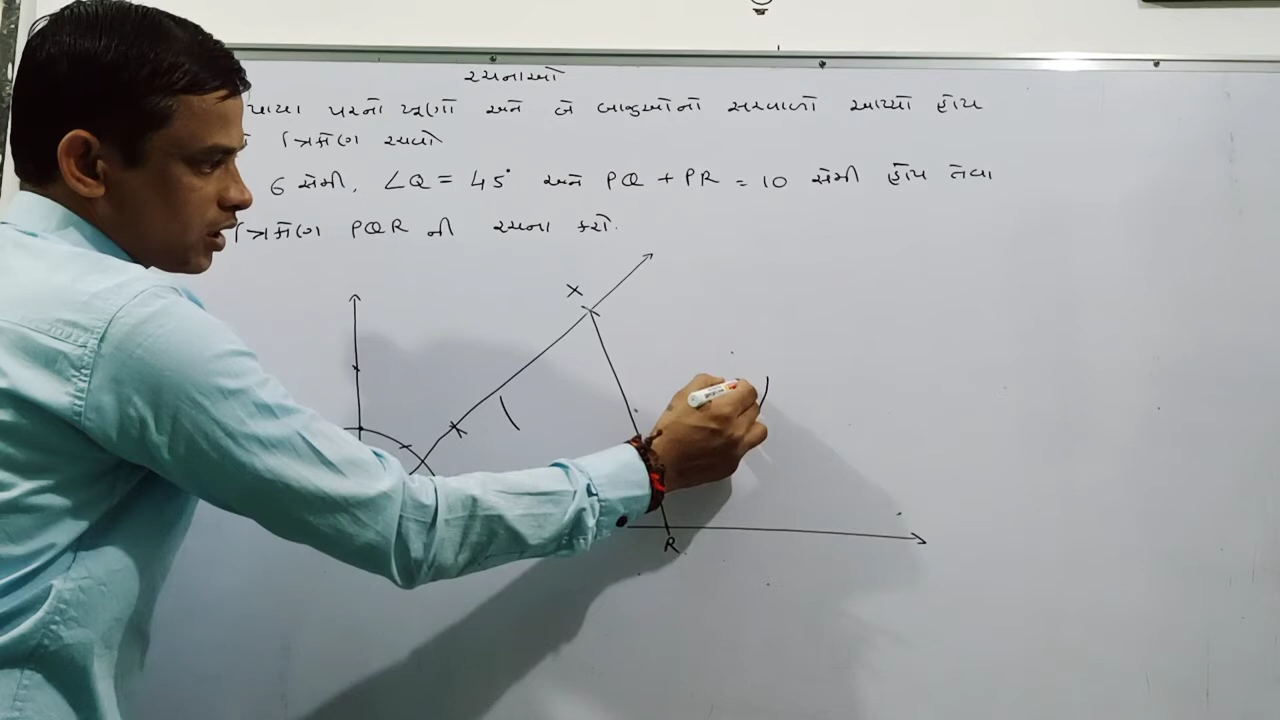 રચનાઓ
પાયા પરનો ખૂણો અને બે બાજુઓનો સરવાળો આપ્યો હોય
ત્રિકોણ રચવો
6 સેમી, ∠Q = 45° અને PQ + PR = 10 સેમી હોય તેવા
ત્રિકોણ PQR ની રચના કરો.
X
R